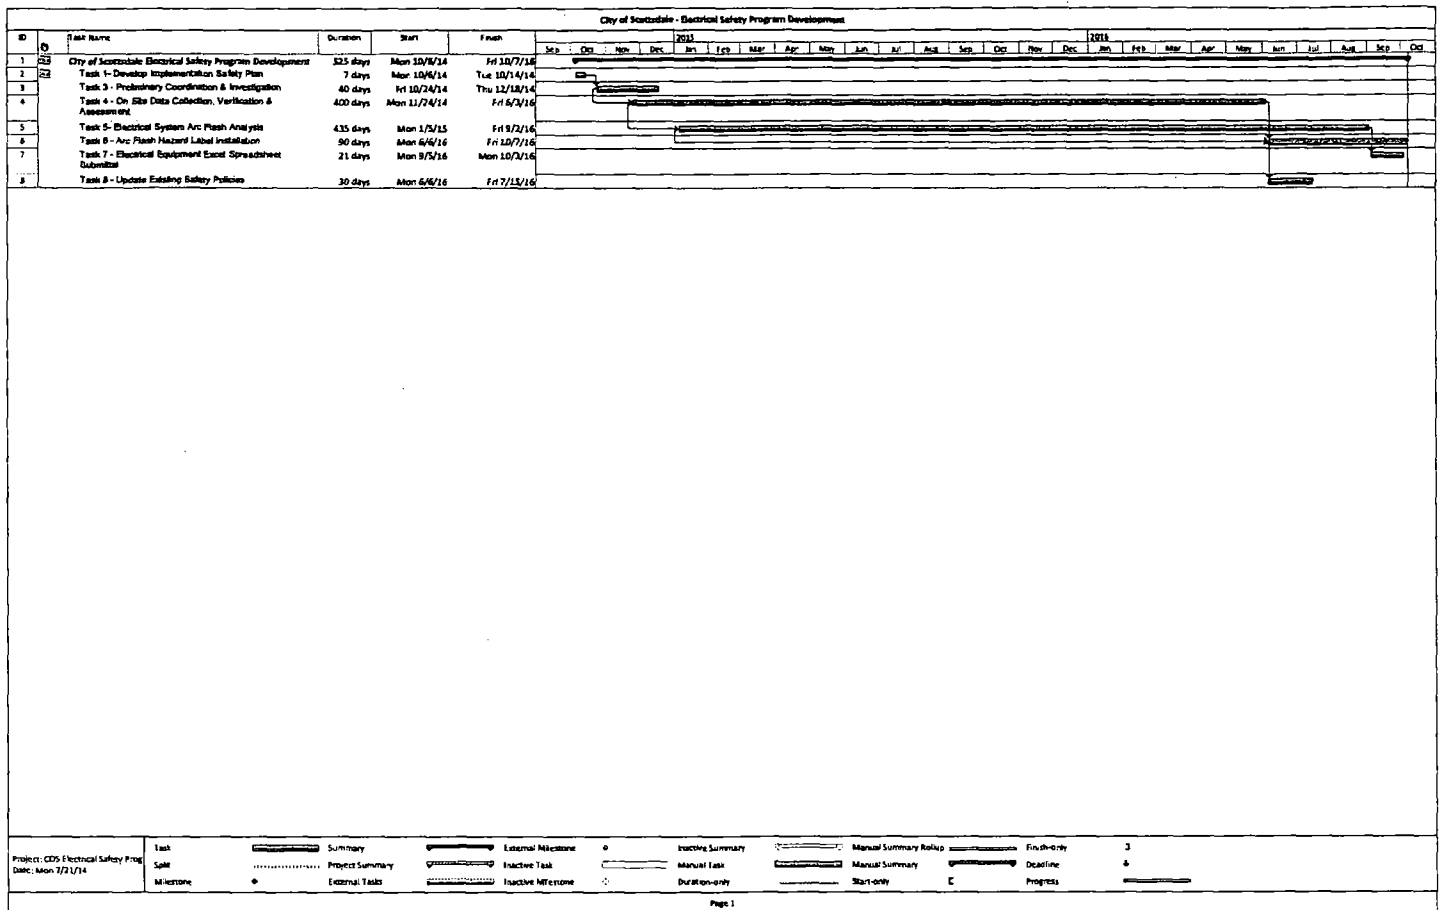 City of Scottsdale - Electrical Safety Program Development
ID Task Name Duration Start Finish 2015 2016
Sep Oct Nov Dec Jan Feb Mar Apr May Jun Jul Aug Sep Oct Nov Dec Jan Feb Mar Apr May Jun Jul Aug Sep Oct
1 City of Scottsdale Electrical Safety Program Development 525 days Mon 10/6/14 Fri 10/7/16
2 Task 1- Develop Implementation Safety Plan 7 days Mon 10/6/14 Tue 10/14/14
3 Task 3 - Preliminary Coordination & Investigation 40 days Fri 10/24/14 Thu 12/18/14
4 Task 4 - On Site Data Collection, Verification & 400 days Mon 11/24/14 Fri 6/3/16
Assessment
5 Task 5- Electrical System Arc Flash Analysis 435 days Mon 1/5/15 Fri 9/2/16
6 Task 6 - Arc Flash Hazard Label Installation 90 days Mon 6/6/16 Fri 10/7/16
7 Task 7 - Electrical Equipment Excel Spreadsheet 21 days Mon 9/5/16 Mon 10/3/16
Submittal
8 Task 8 - Update Existing Safety Policies 30 days Mon 6/6/16 Fri 7/15/16
Project: COS Electrical Safety Prog
Date: Mon 7/21/14
Task Summary External Milestone Inactive Summary Manual Summary Rollup Finish-only
Split Project Summary Inactive Task Manual Task Manual Summary Deadline
Milestone External Tasks Inactive Milestone Duration-only Start-only Progress
Page 1